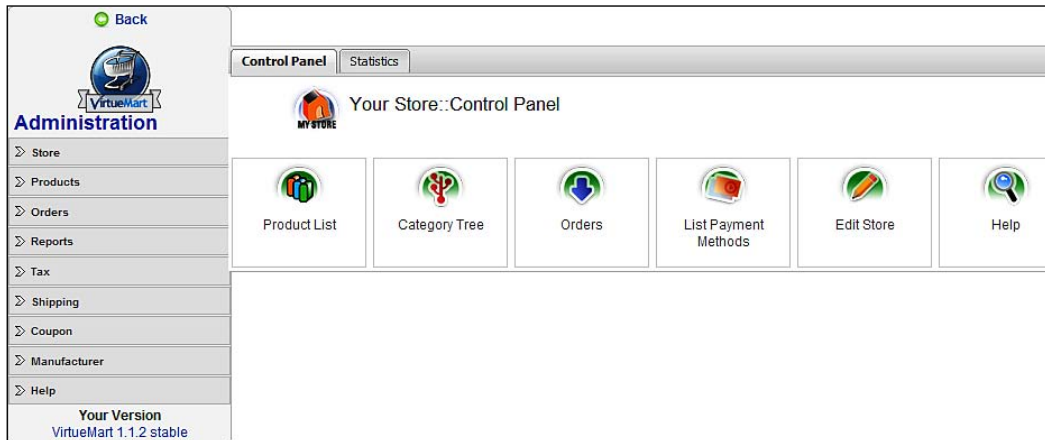 Back
VirtueMart
Administration
Store
Products
Orders
Reports
Tax
Shipping
Coupon
Manufacturer
Help
Your Version
VirtueMart 1.1.2 stable
Control Panel Statistics
MY STORE
Your Store::Control Panel
Product List
Category Tree
Orders
List Payment
Methods
Edit Store
Help